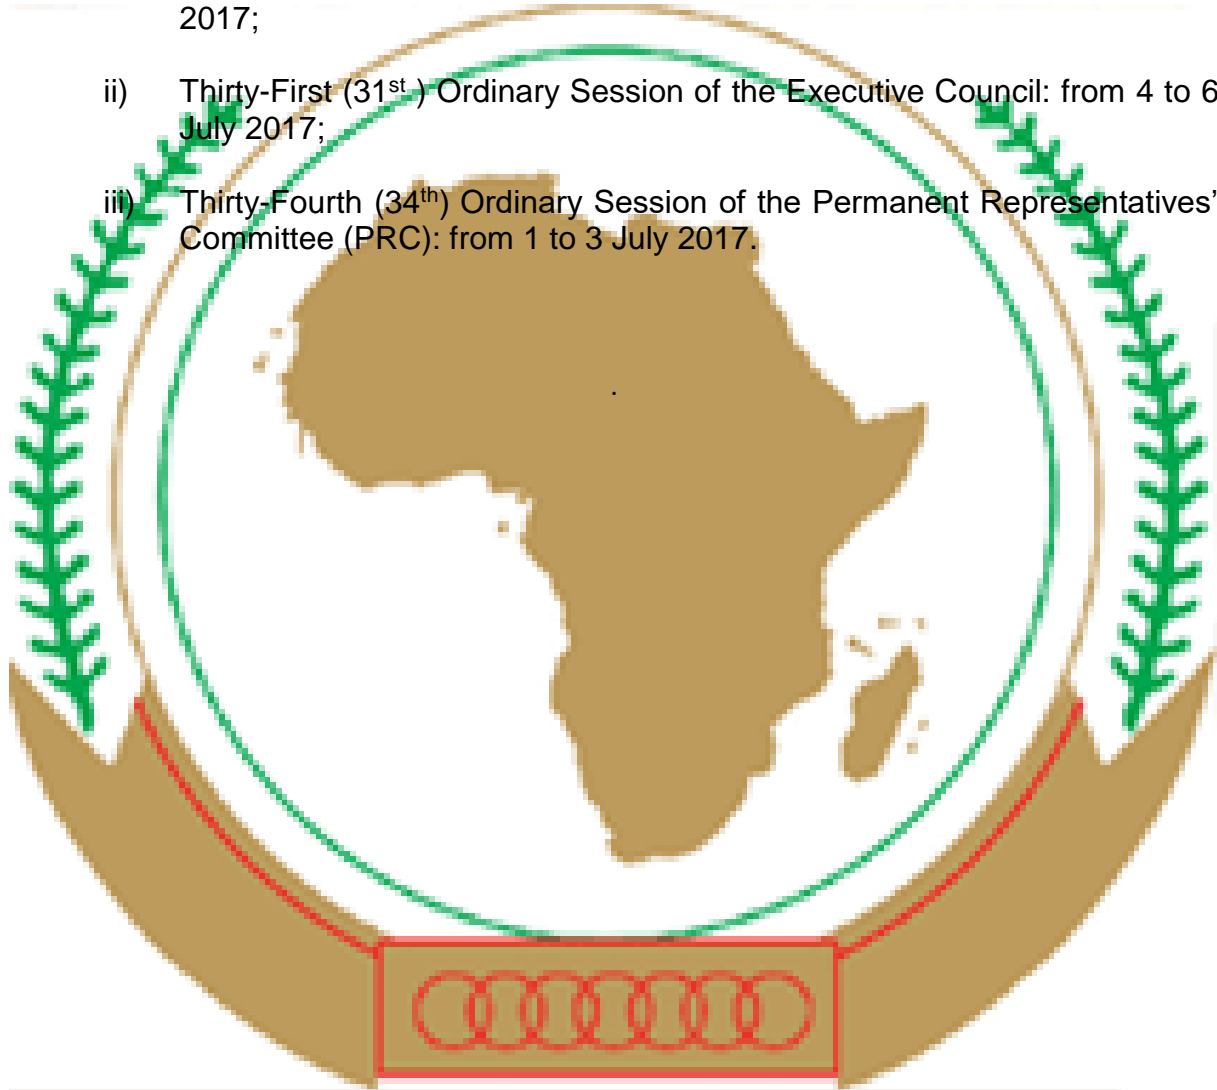 2017;
ii) Thirty-First (31st ) Ordinary Session of the Executive Council: from 4 to 6
July 2017;
iii) Thirty-Fourth (34th) Ordinary Session of the Permanent Representatives’
Committee (PRC): from 1 to 3 July 2017.
.